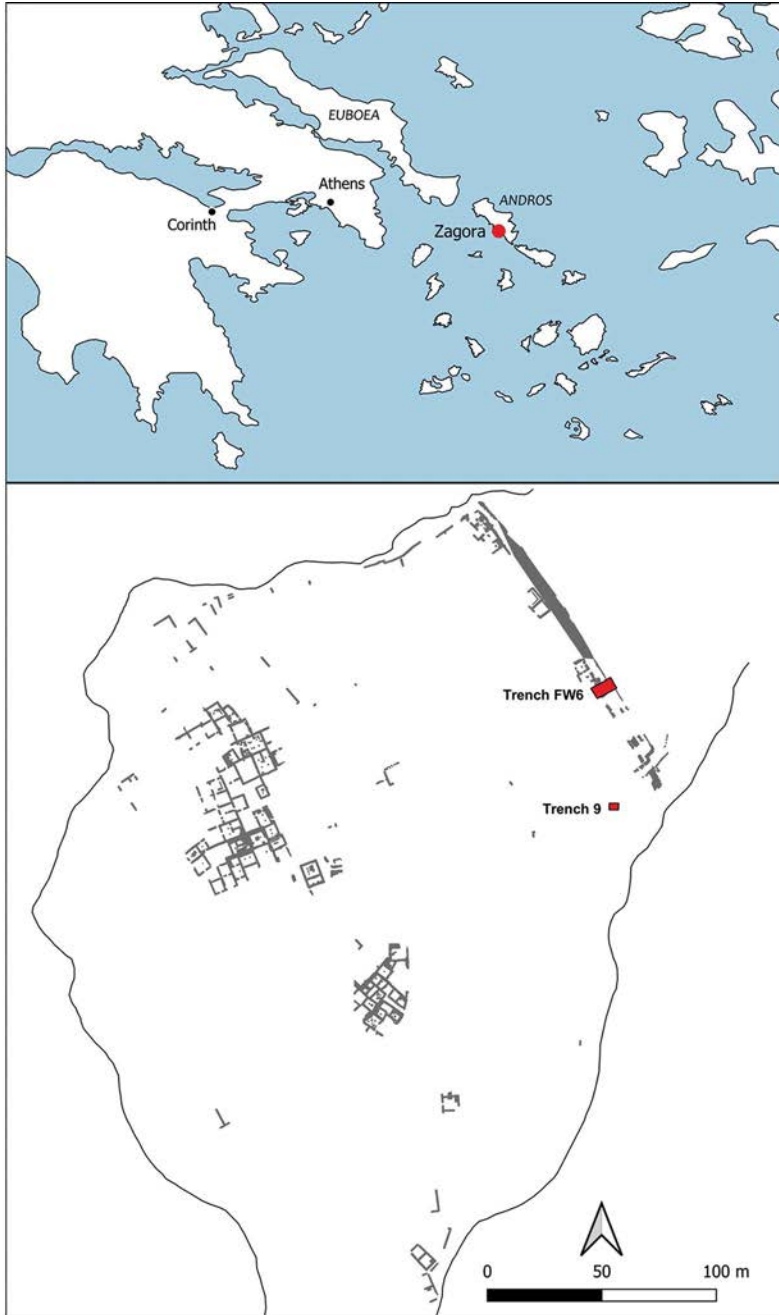 EUBOEA
Athens
ANDROS
Corinth
Zagora
Trench FW6
Trench 9
0 50 100 m